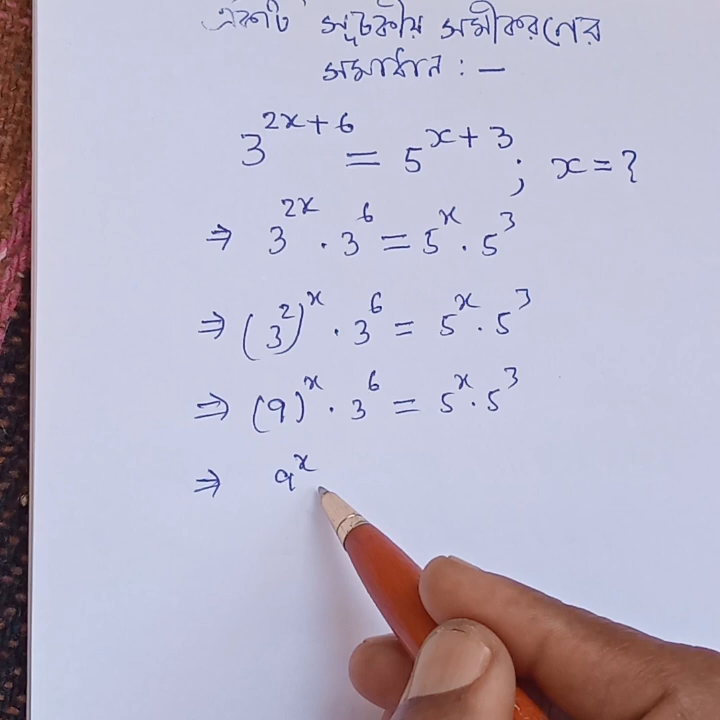 একটি সূচকীয় সমীকরণের
সমাধান : —
3^{2x+6} = 5^{x+3} ; x = ?
⇒ 3^{2x} · 3^6 = 5^x · 5^3
⇒ (3^2)^x · 3^6 = 5^x · 5^3
⇒ (9)^x · 3^6 = 5^x · 5^3
⇒ 9^x